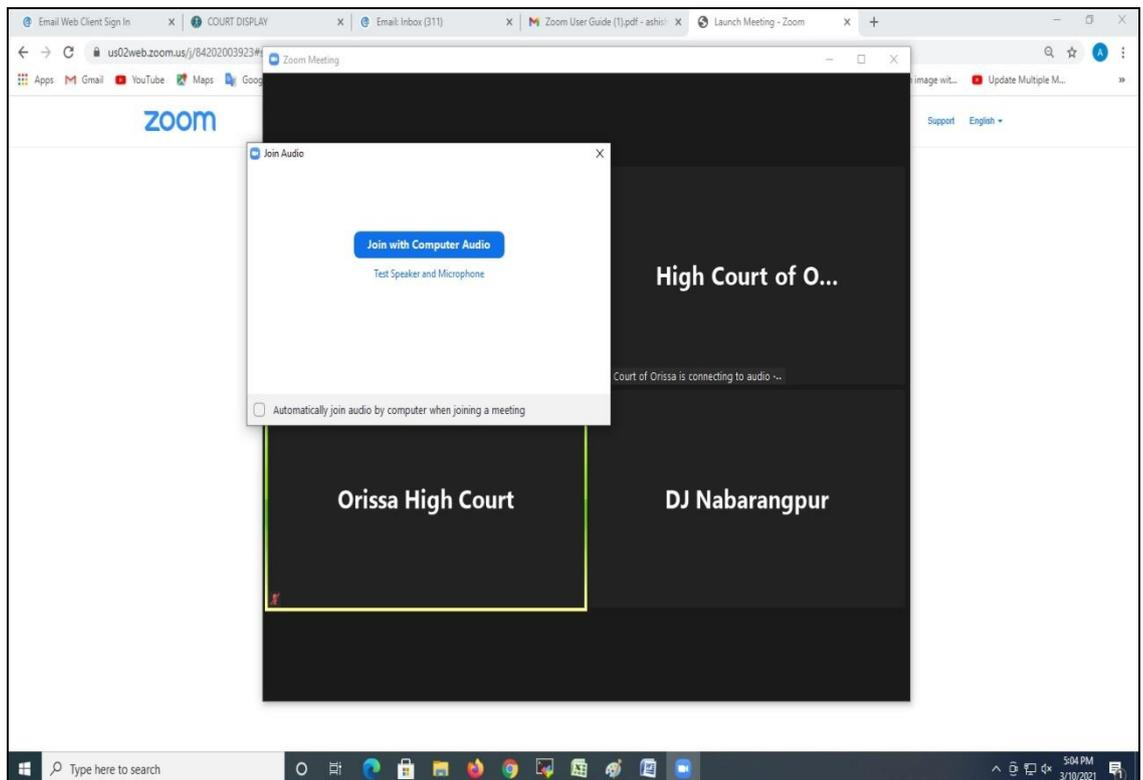 Email Web Client Sign In
COURT DISPLAY
Email: Inbox (311)
Zoom User Guide (1).pdf - ashish
Launch Meeting - Zoom
us02web.zoom.us/j/84202003923#
A
Apps
Gmail
YouTube
Maps
Goog
image wit...
Update Multiple M...
Zoom Meeting
zoom
Support
English
Join Audio
Join with Computer Audio
Test Speaker and Microphone
Automatically join audio by computer when joining a meeting
High Court of O...
Court of Orissa is connecting to audio ·..
Orissa High Court
DJ Nabarangpur
Type here to search
5:04 PM
3/10/2021